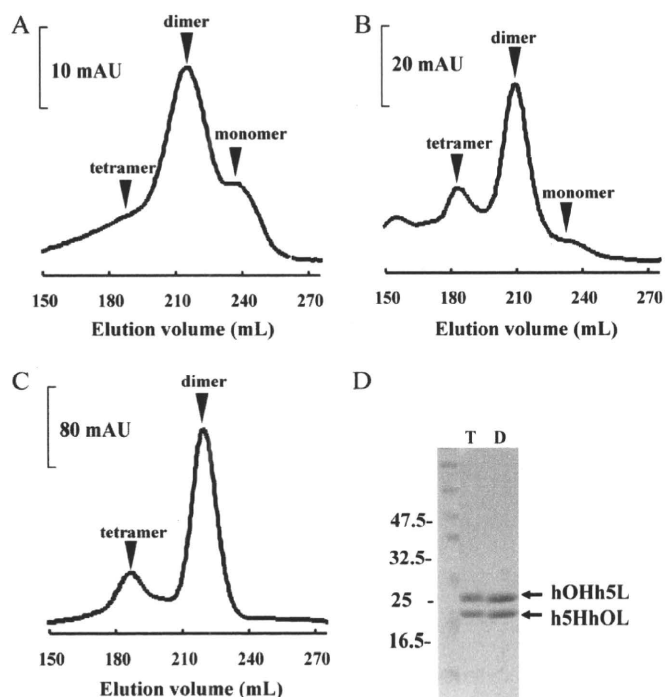 A
10 mAU
dimer
tetramer
monomer
150 180 210 240 270
Elution volume (mL)
B
20 mAU
dimer
tetramer
monomer
150 180 210 240 270
Elution volume (mL)
C
80 mAU
dimer
tetramer
150 180 210 240 270
Elution volume (mL)
D
T D
47.5-
32.5-
25 -
16.5-
hOHh5L
h5HhOL